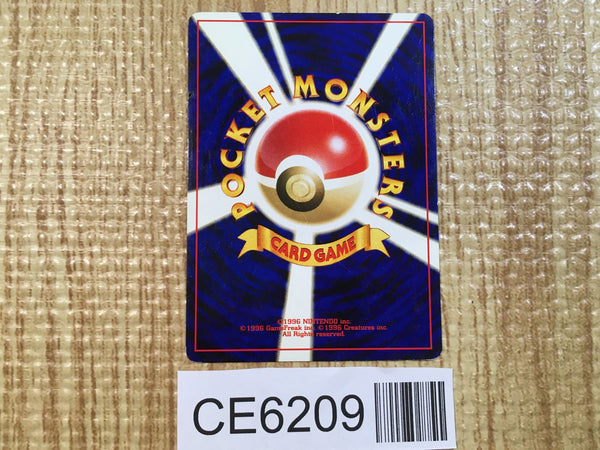 POCKET MONSTERS
CARD GAME
©1996 NINTENDO inc.
©1996 GameFreak inc. ©1996 Creatures inc.
All Rights reserved.
CE6209